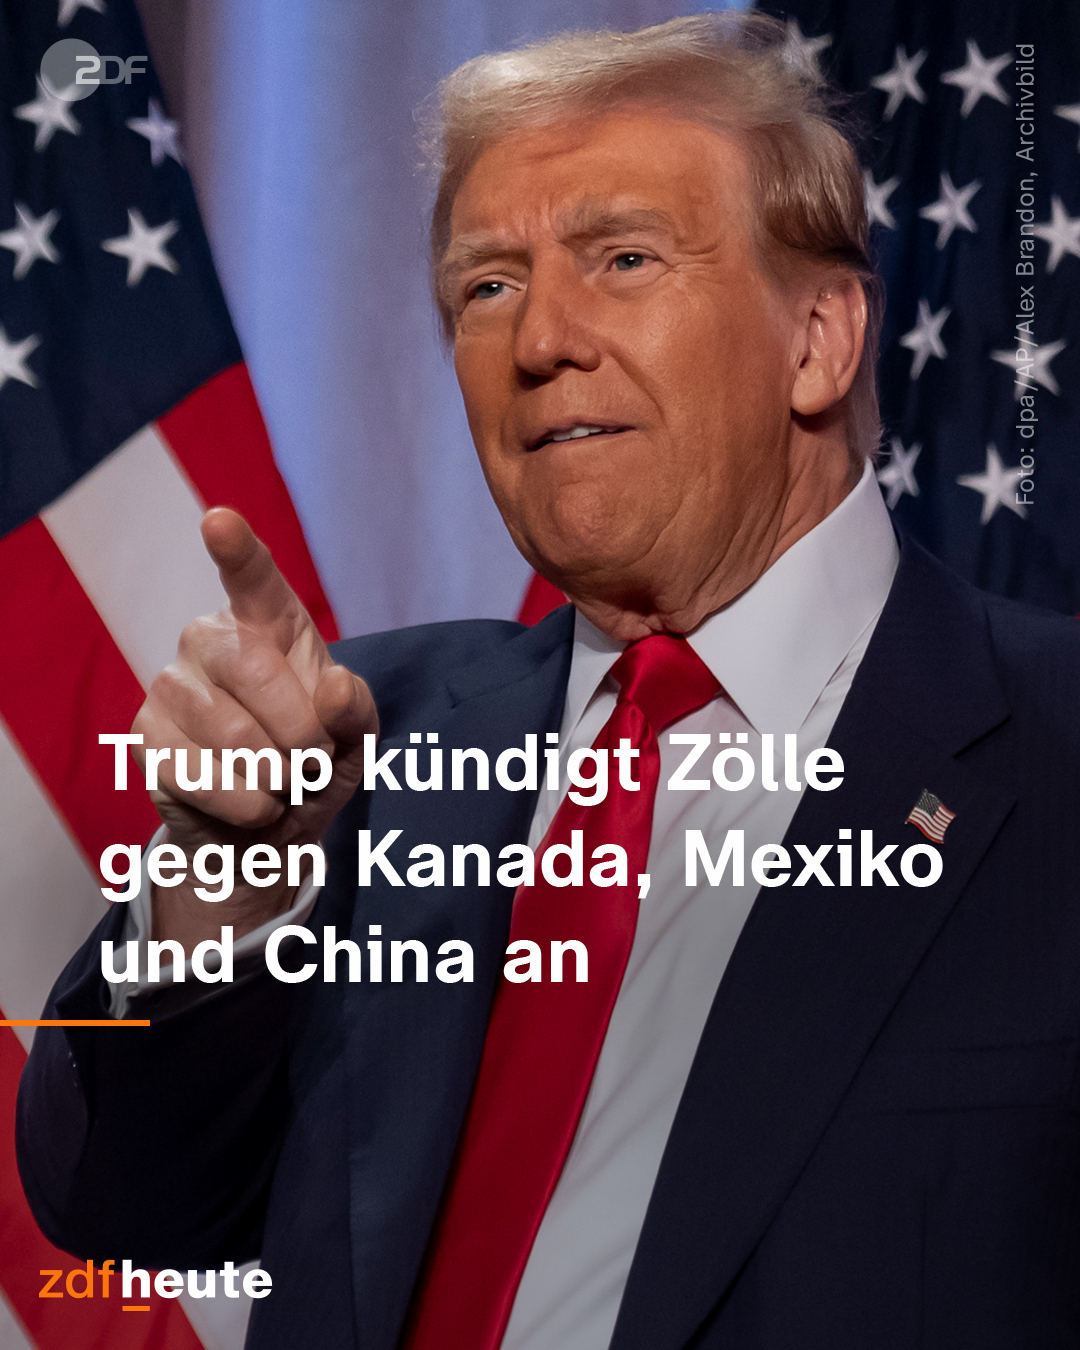 ZDF
Foto: dpa/AP/Alex Brandon, Archivbild
Trump kündigt Zölle
gegen Kanada, Mexiko
und China an
zdfheute